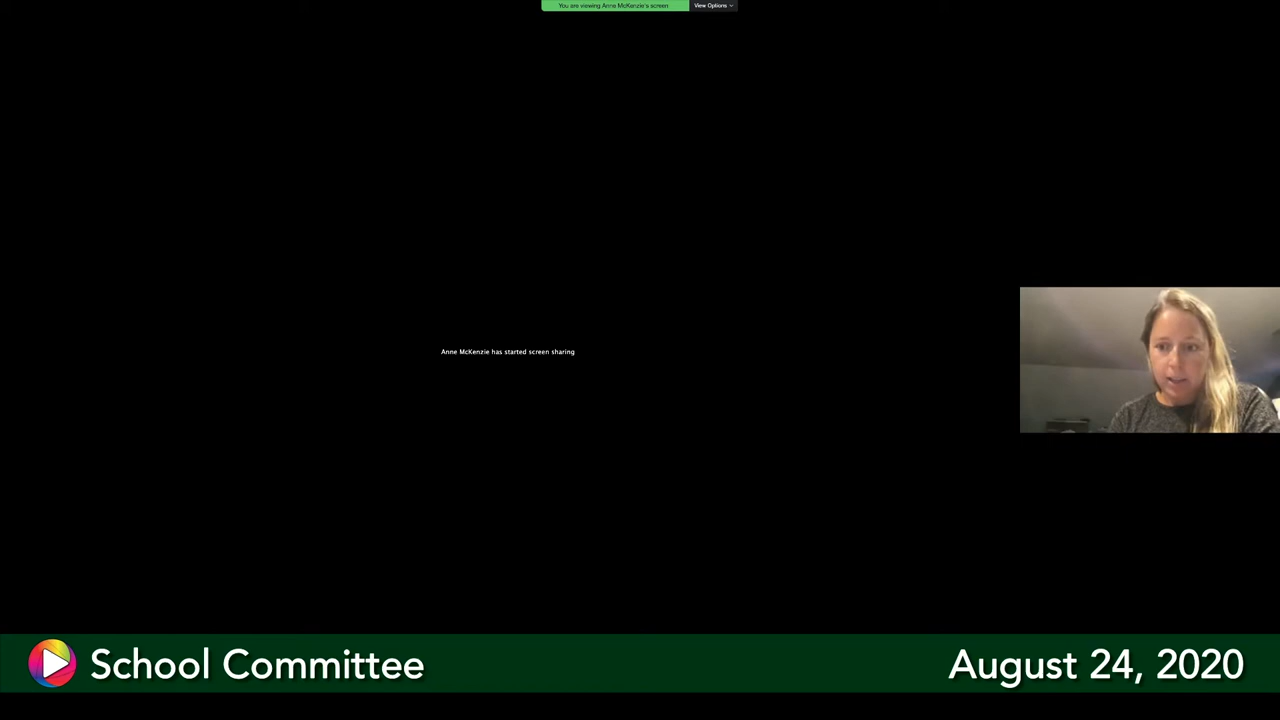 You are viewing Anne McKenzie's screen
View Options
Anne McKenzie has started screen sharing
School Committee
August 24, 2020